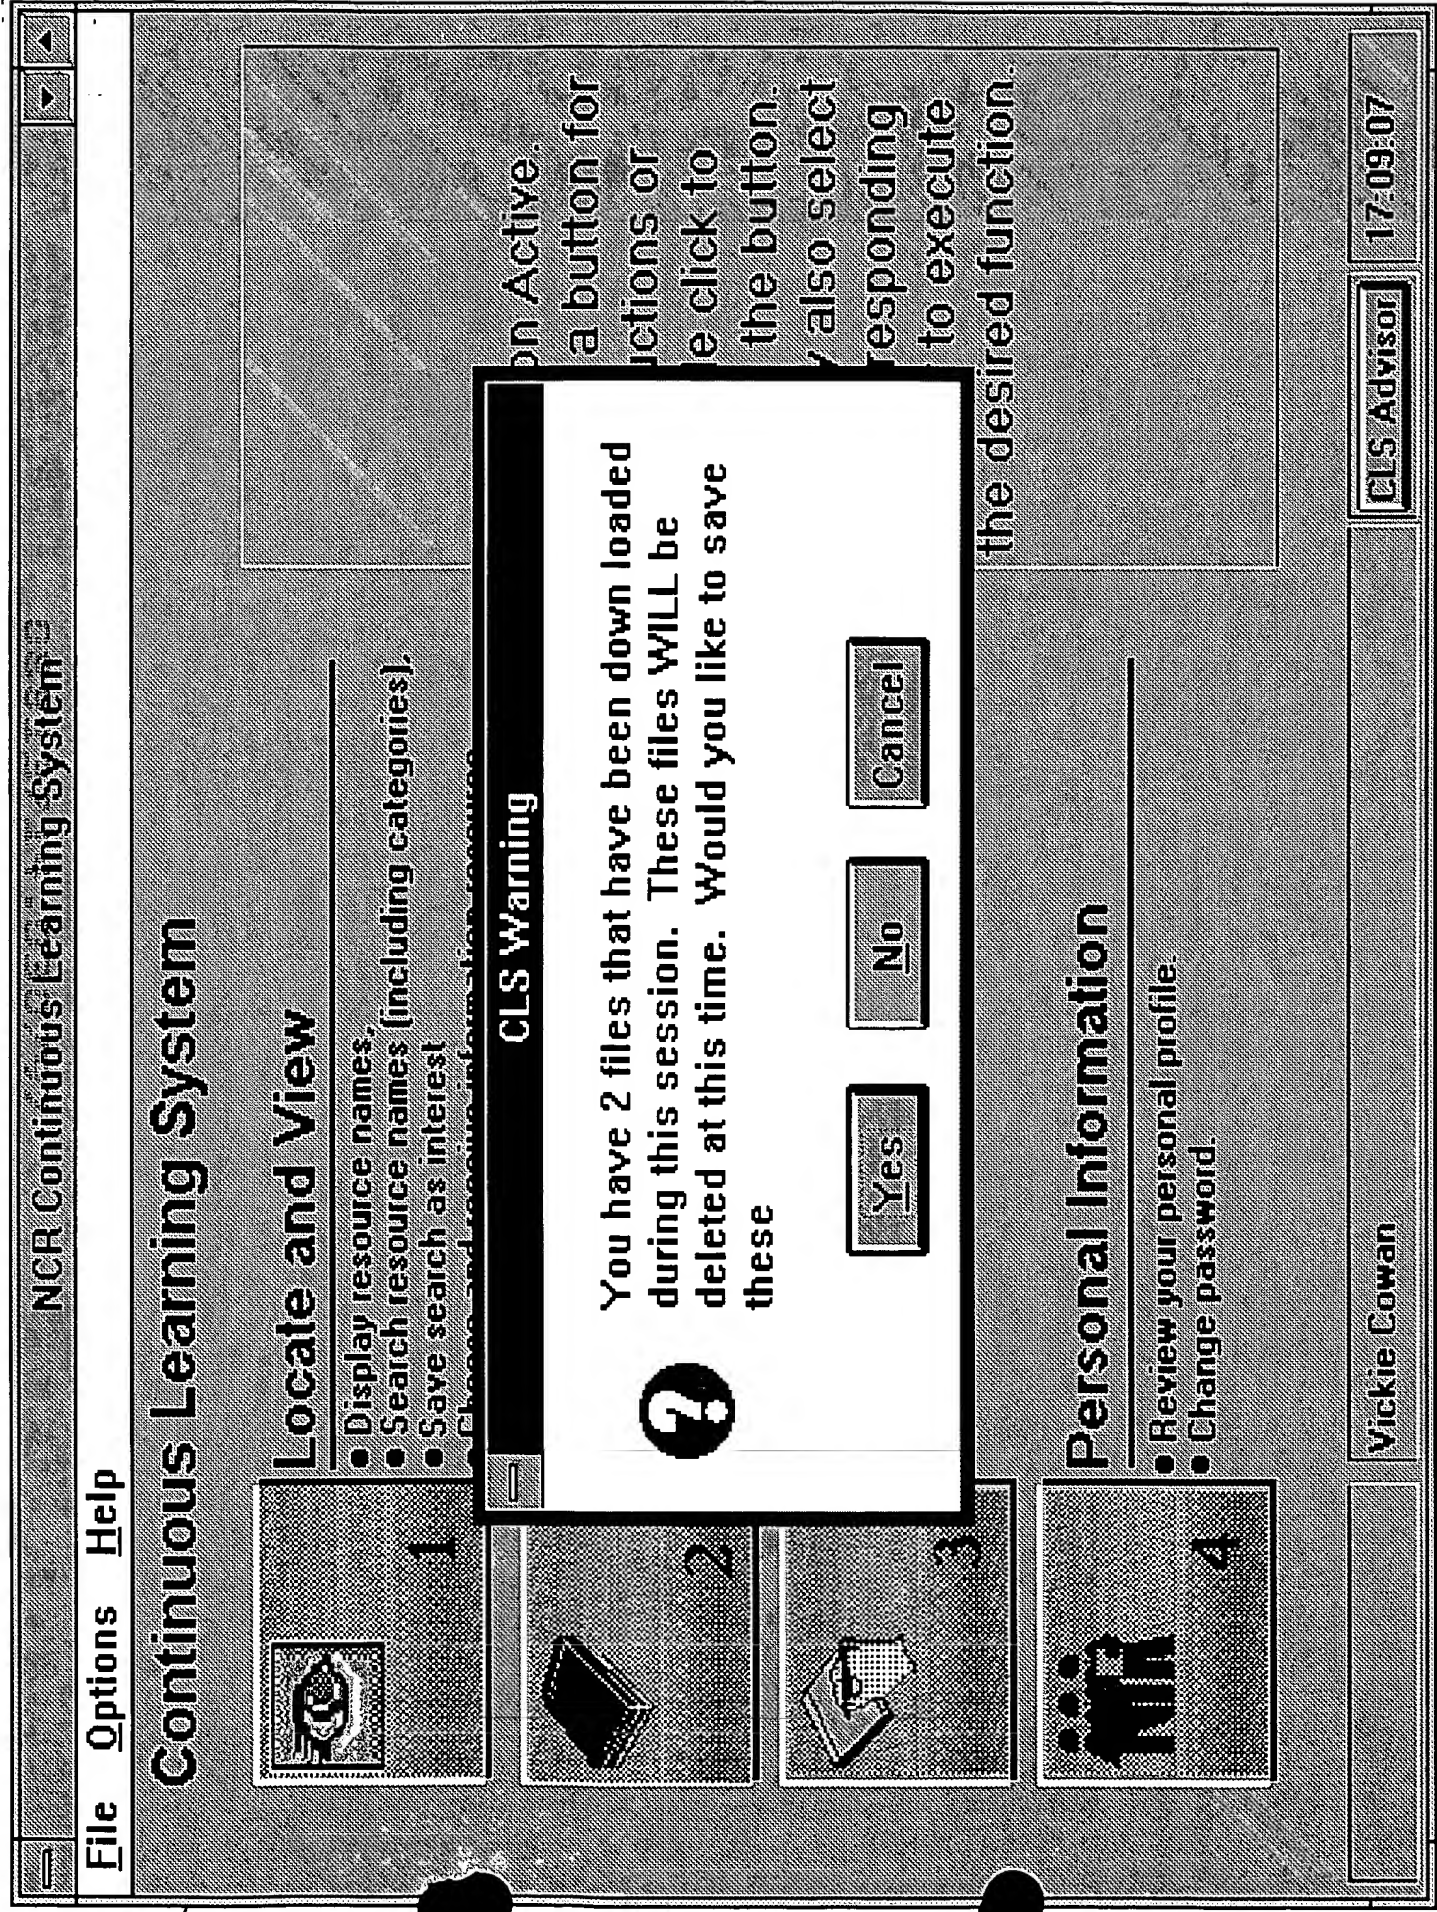 NCR Continuous Learning System
File Options Help
Continuous Learning System
1
Locate and View
• Display resource names.
• Search resource names (including categories).
• Save search as interest
2
3
CLS Warning
You have 2 files that have been down loaded
during this session. These files WILL be
deleted at this time. Would you like to save
these
Yes No Cancel
on Active.
a button for
ctions or
e click to
the button.
also select
responding
to execute
the desired function.
4
Personal Information
• Review your personal profile.
• Change password.
Vickie Cowan
CLS Advisor
17:09:07